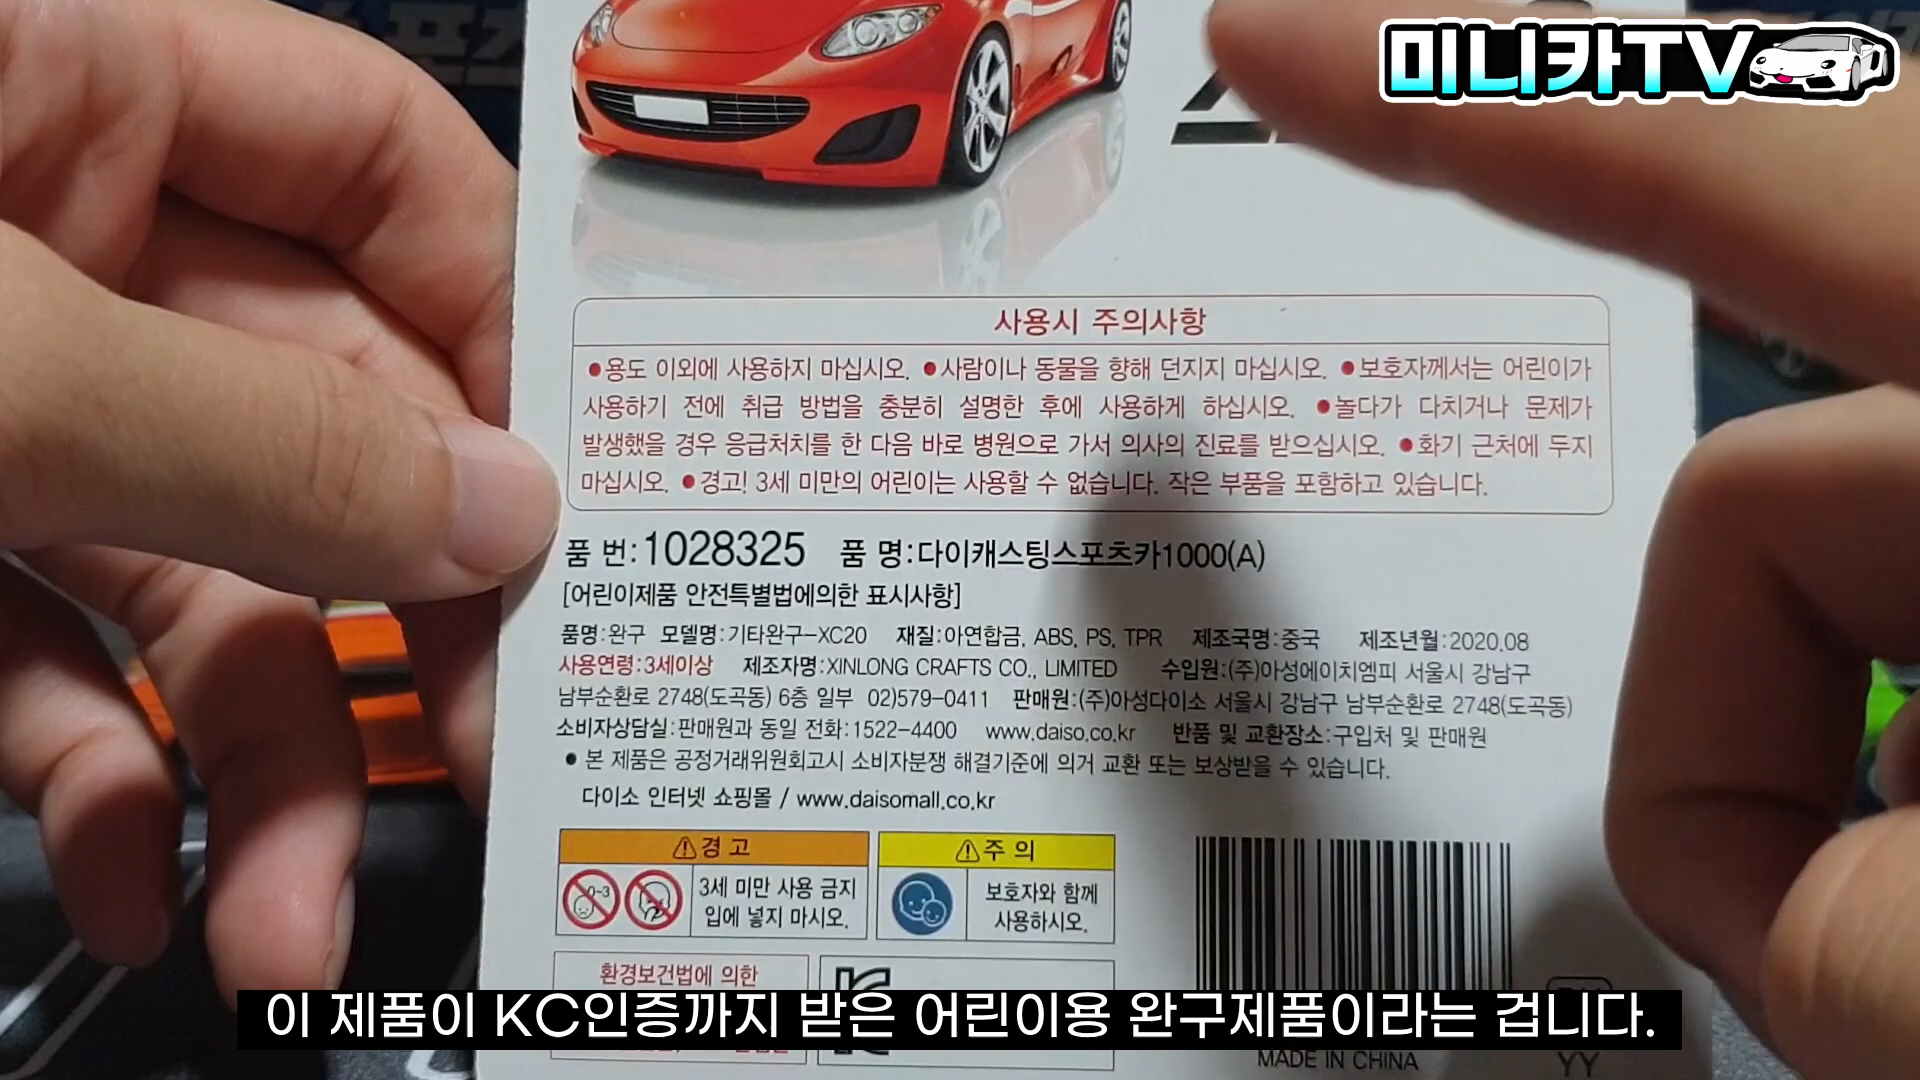 미니카TV
사용시 주의사항
●용도 이외에 사용하지 마십시오. ●사람이나 동물을 향해 던지지 마십시오. ●보호자께서는 어린이가
사용하기 전에 취급 방법을 충분히 설명한 후에 사용하게 하십시오. ●놀다가 다치거나 문제가
발생했을 경우 응급처치를 한 다음 바로 병원으로 가서 의사의 진료를 받으십시오. ●화기 근처에 두지
마십시오. ●경고! 3세 미만의 어린이는 사용할 수 없습니다. 작은 부품을 포함하고 있습니다.
품 번:1028325 품 명:다이캐스팅스포츠카1000(A)
[어린이제품 안전특별법에의한 표시사항]
품명:완구 모델명:기타완구-XC20 재질:아연합금, ABS, PS, TPR 제조국명:중국 제조년월:2020.08
사용연령:3세이상 제조자명:XINLONG CRAFTS CO., LIMITED 수입원:(주)아성에이치엠피 서울시 강남구
남부순환로 2748(도곡동) 6층 일부 02)579-0411 판매원:(주)아성다이소 서울시 강남구 남부순환로 2748(도곡동)
소비자상담실:판매원과 동일 전화:1522-4400 www.daiso.co.kr 반품 및 교환장소:구입처 및 판매원
● 본 제품은 공정거래위원회고시 소비자분쟁 해결기준에 의거 교환 또는 보상받을 수 있습니다.
다이소 인터넷 쇼핑몰 / www.daisomall.co.kr
⚠경 고
0-3
3세 미만 사용 금지
입에 넣지 마시오.
⚠주 의
보호자와 함께
사용하시오.
환경보건법에 의한
이 제품이 KC인증까지 받은 어린이용 완구제품이라는 겁니다.
MADE IN CHINA
YY